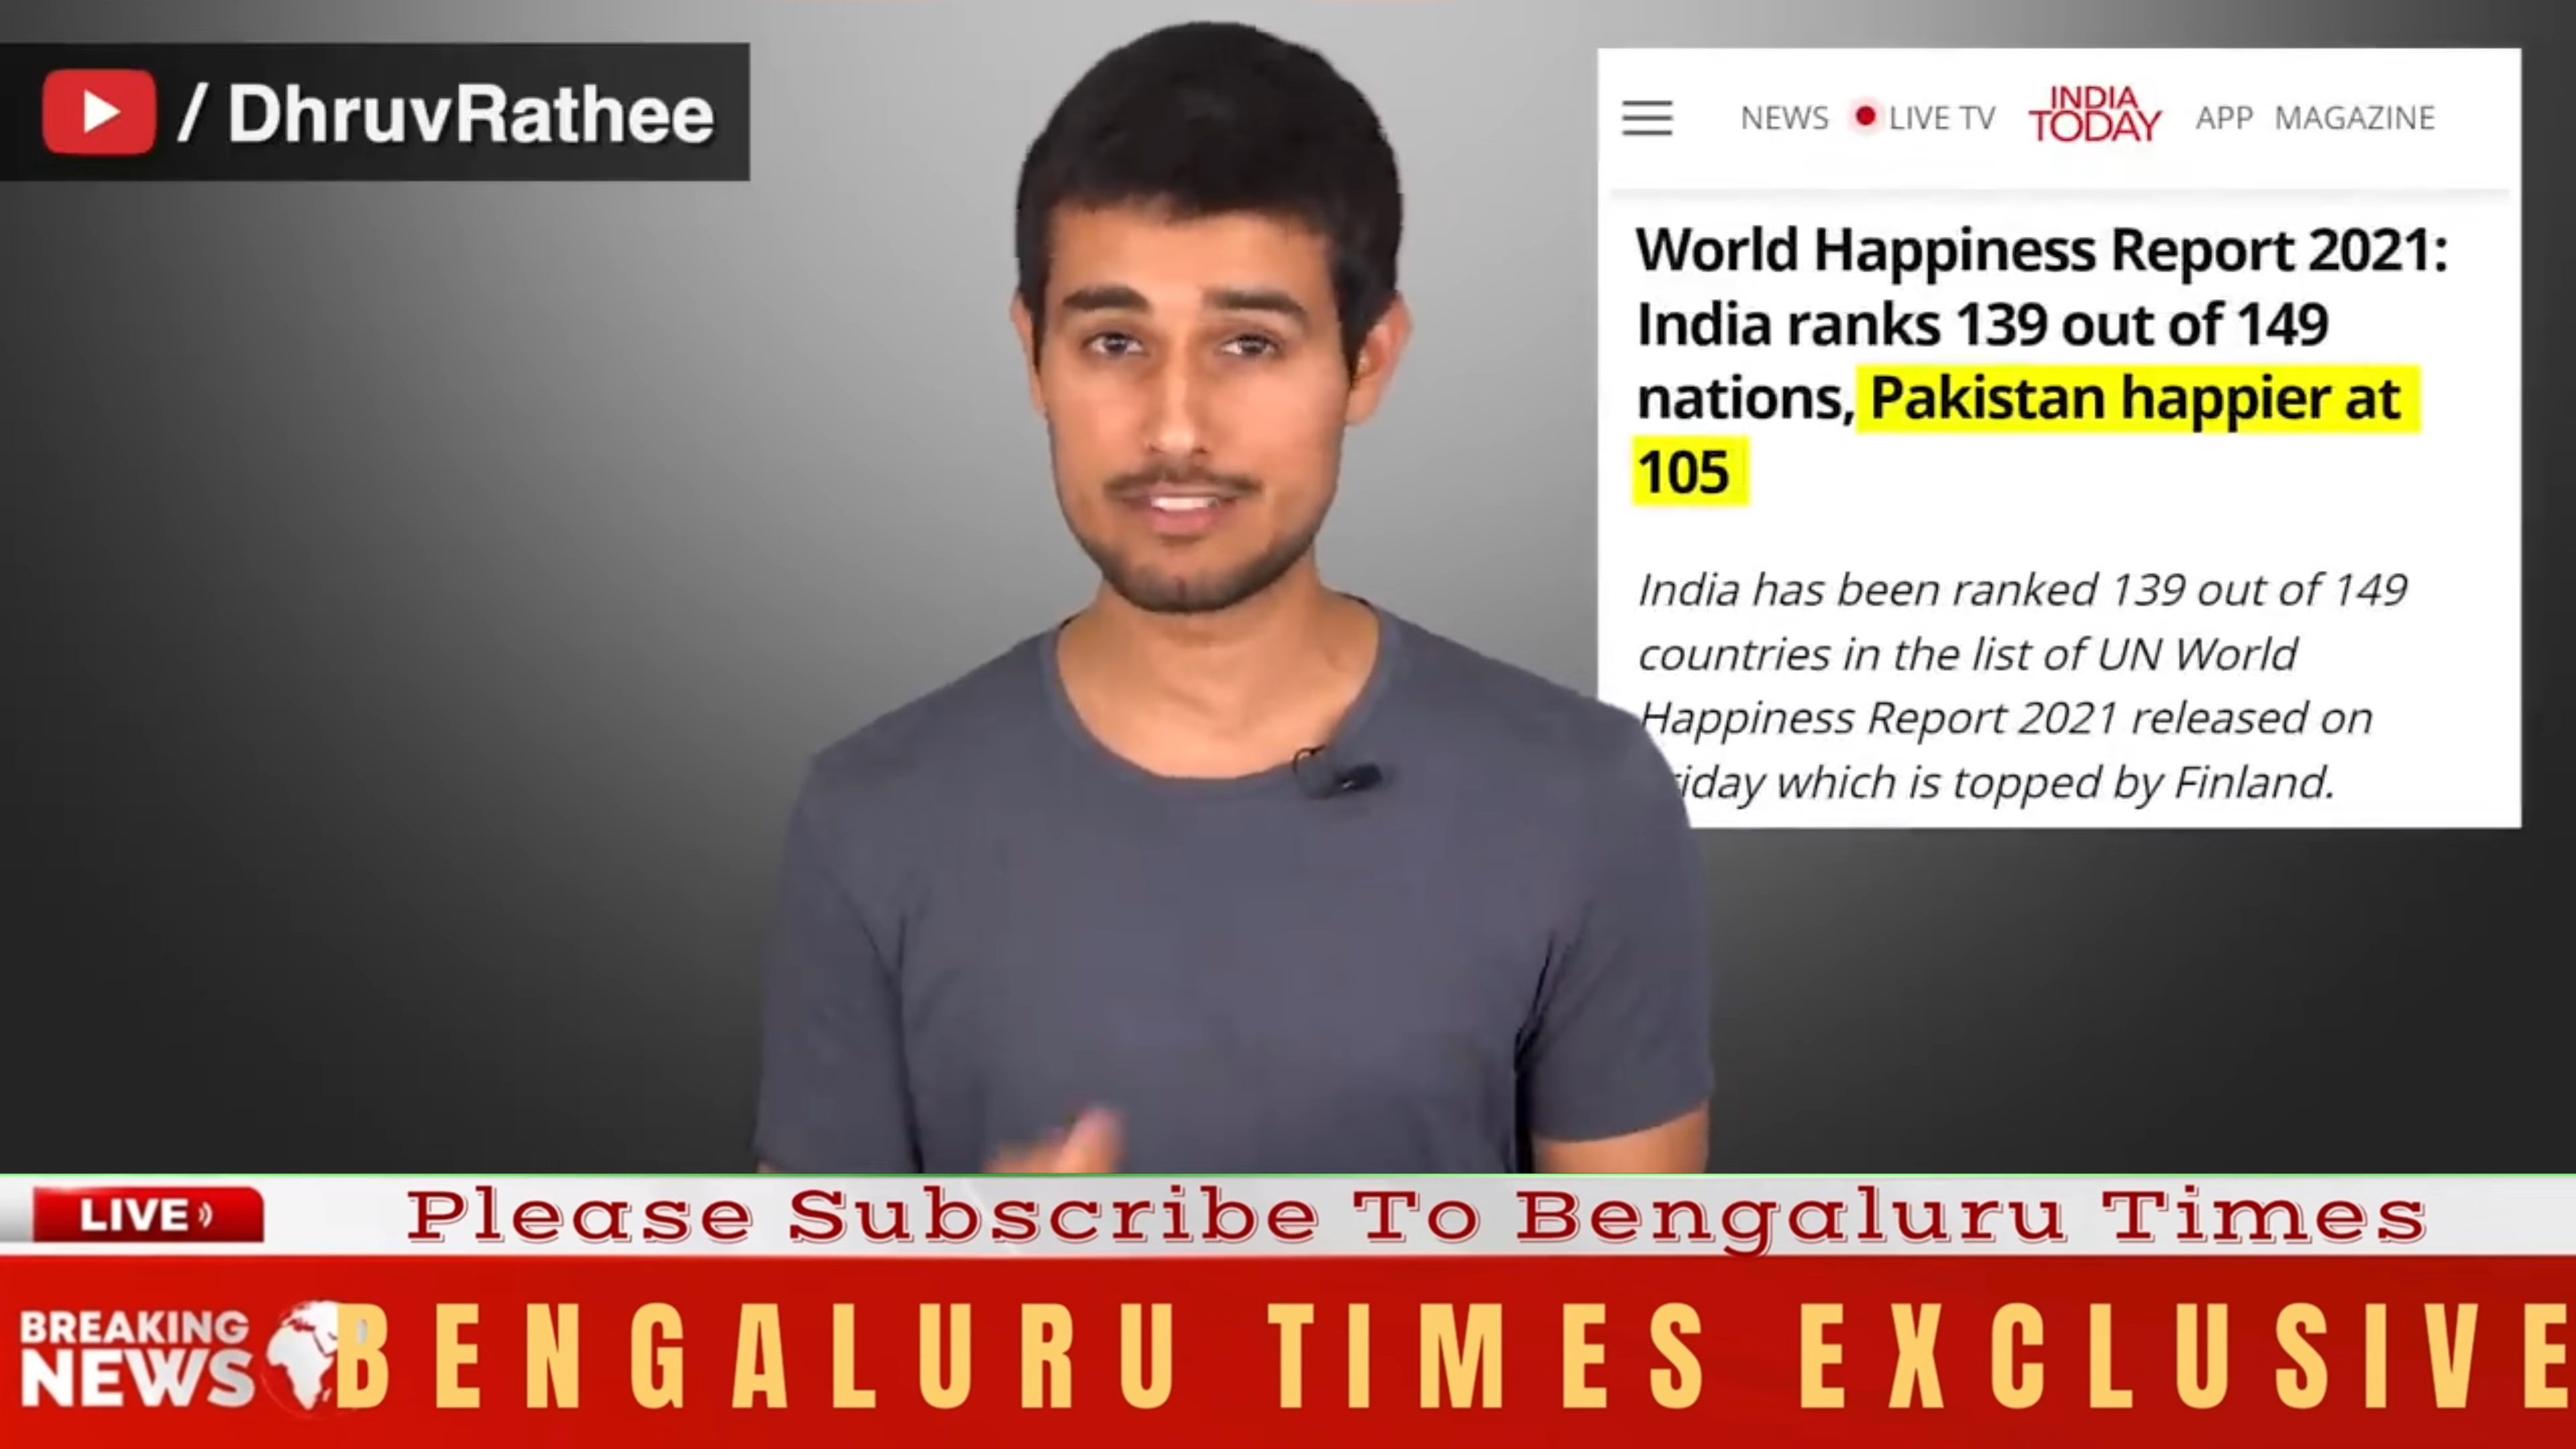 / DhruvRathee
NEWS LIVE TV INDIA TODAY APP MAGAZINE
World Happiness Report 2021:
India ranks 139 out of 149
nations, Pakistan happier at
105
India has been ranked 139 out of 149
countries in the list of UN World
Happiness Report 2021 released on
which is topped by Finland.
LIVE
Please Subscribe To Bengaluru Times
BREAKING
NEWS
BENGALURU TIMES EXCLUSIVE